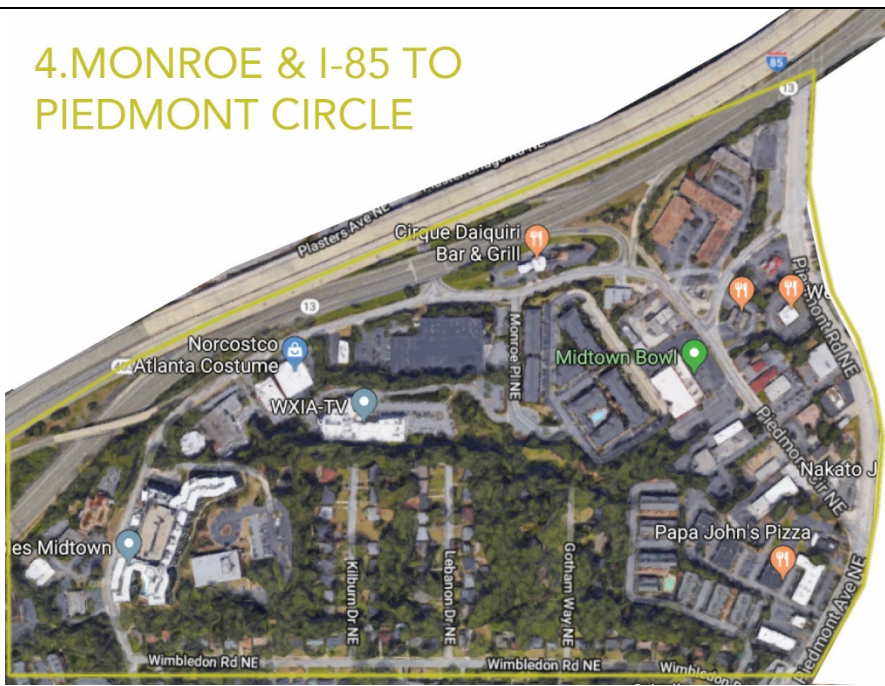 4.MONROE & I-85 TO
PIEDMONT CIRCLE
85
13
Plasters Ave NE
Cirque Daiquiri
Bar & Grill
13
Monroe Pl NE
Piedmont Rd NE
Norcostco
Atlanta Costume
Midtown Bowl
WXIA-TV
Piedmont Cir NE
Nakato J
Papa John's Pizza
es Midtown
Kilburn Dr NE
Lebanon Dr NE
Gotham Way NE
Piedmont Ave NE
Wimbledon Rd NE
Wimbledon Rd NE